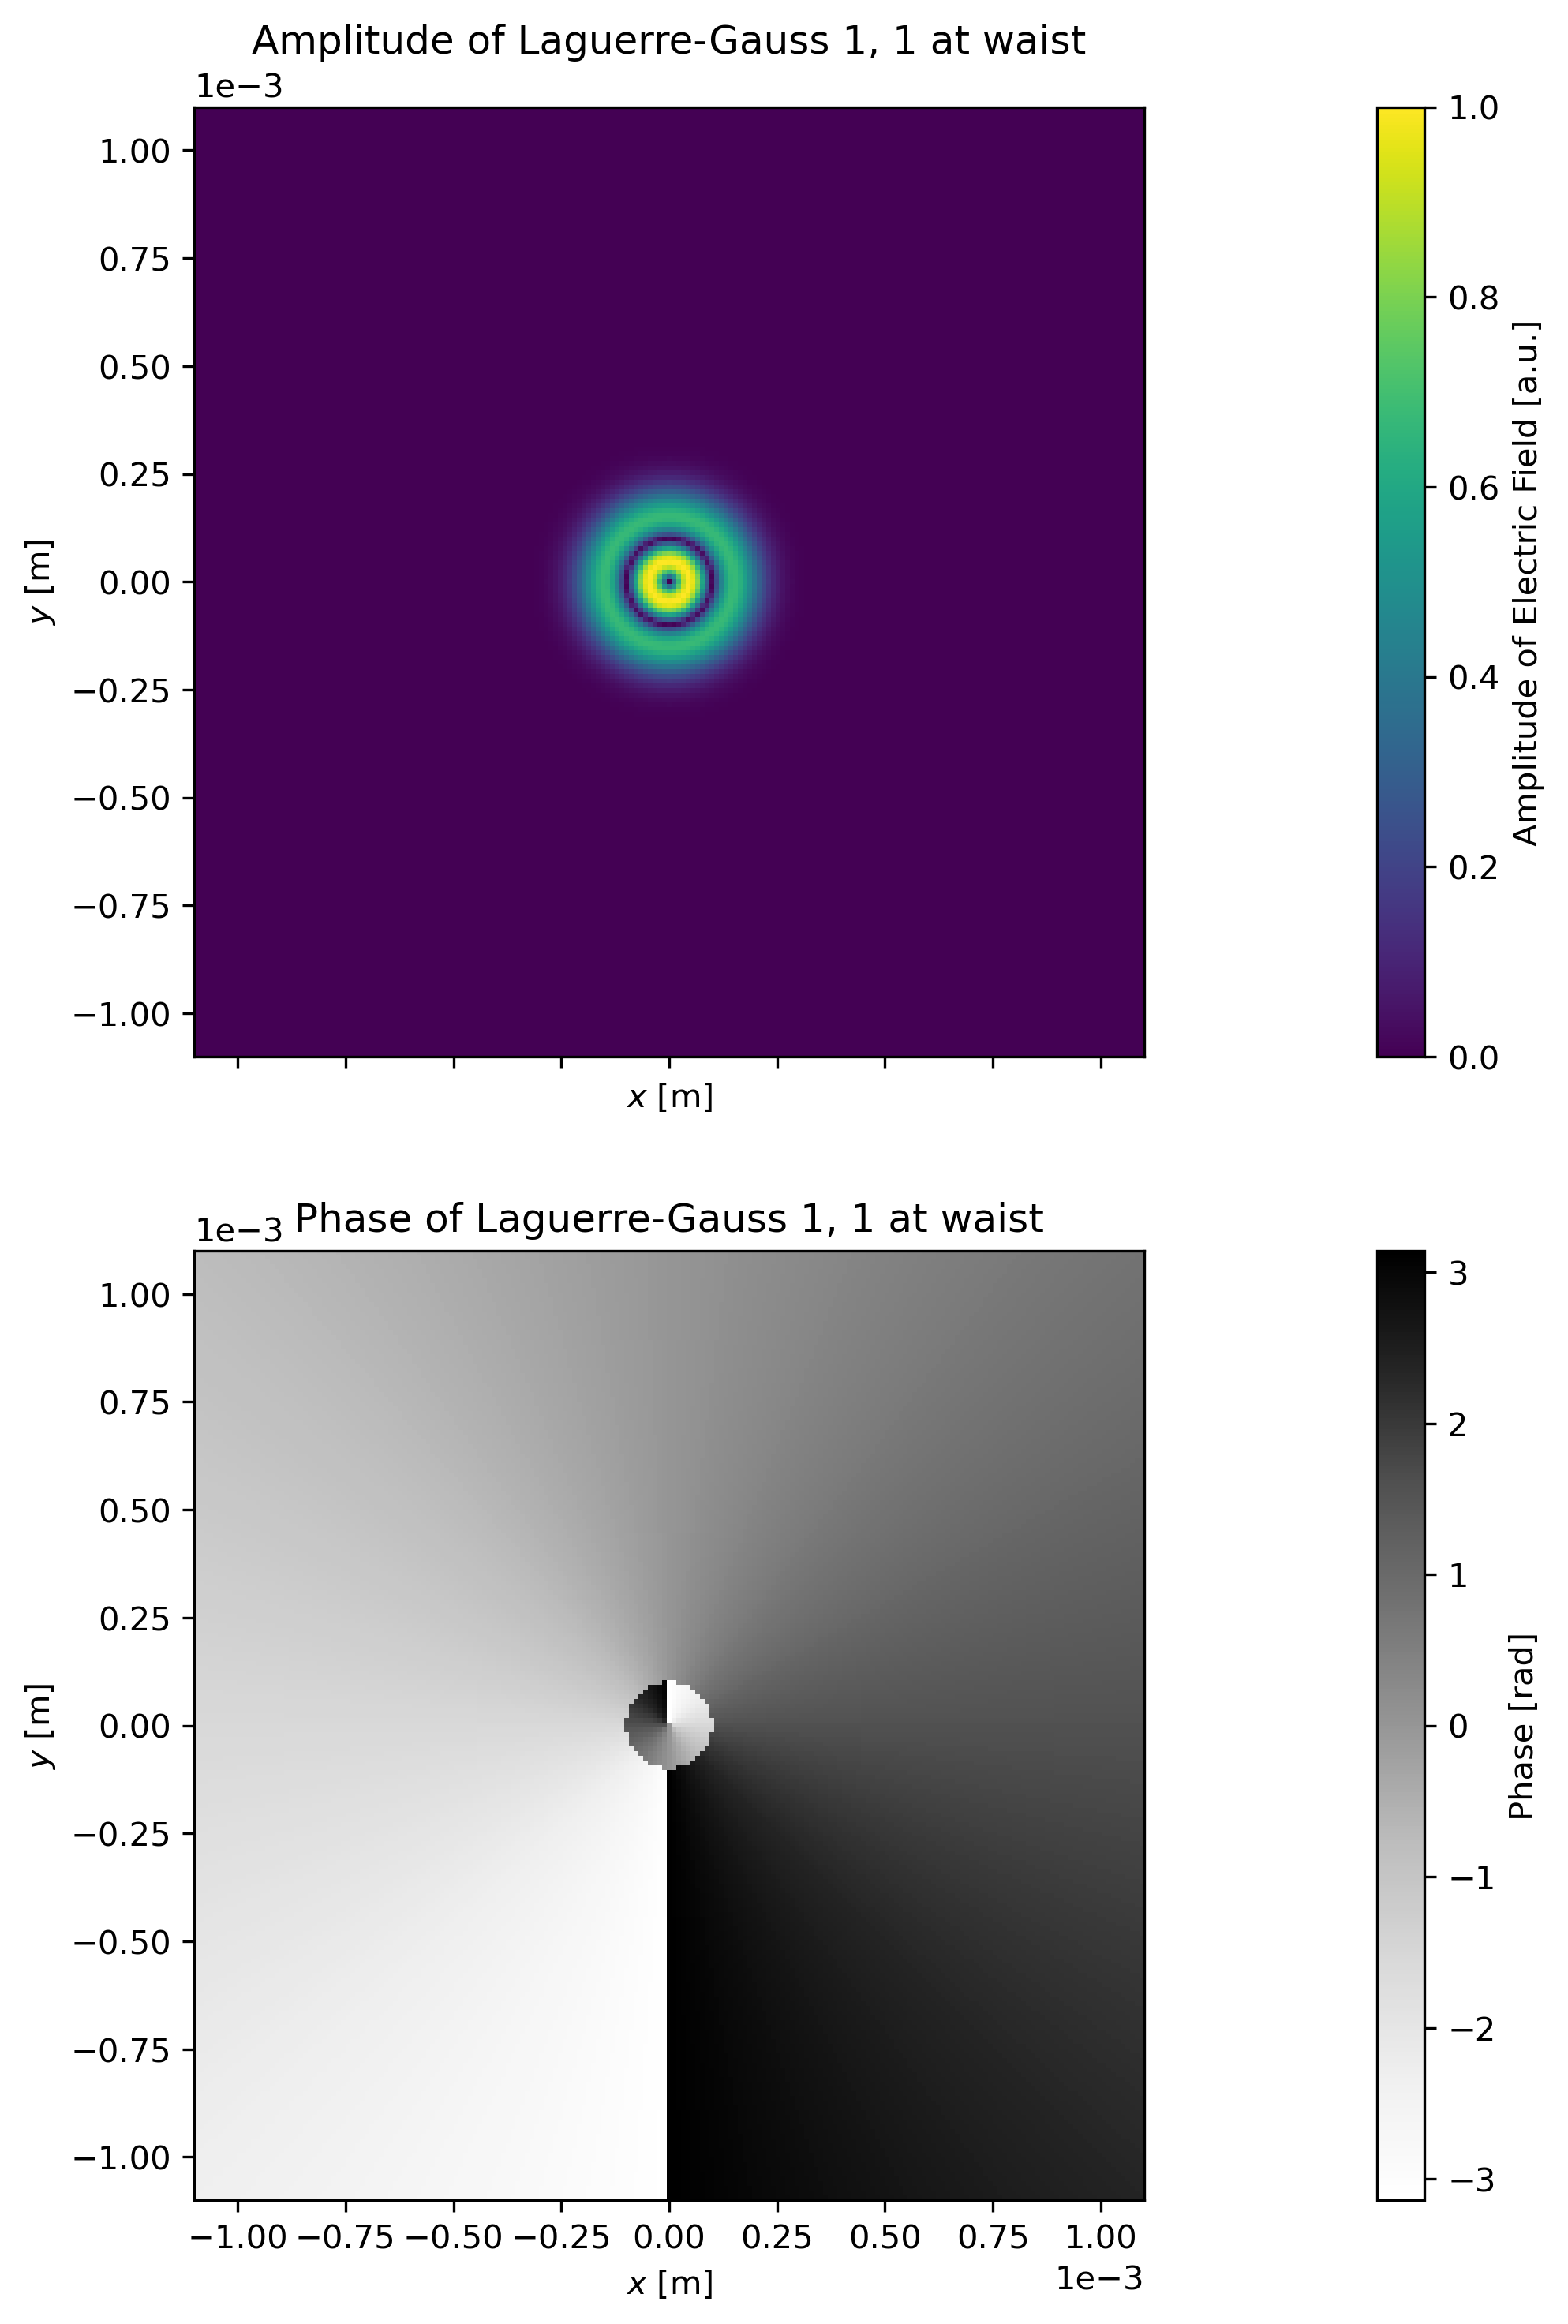 Amplitude of Laguerre-Gauss 1, 1 at waist
1e−3
1.00
0.75
0.50
0.25
0.00
−0.25
−0.50
−0.75
−1.00
y [m]
x [m]
1.0
0.8
0.6
0.4
0.2
0.0
Amplitude of Electric Field [a.u.]
1e−3 Phase of Laguerre-Gauss 1, 1 at waist
1.00
0.75
0.50
0.25
0.00
−0.25
−0.50
−0.75
−1.00
y [m]
−1.00 −0.75 −0.50 −0.25 0.00 0.25 0.50 0.75 1.00
x [m]
1e−3
3
2
1
0
−1
−2
−3
Phase [rad]